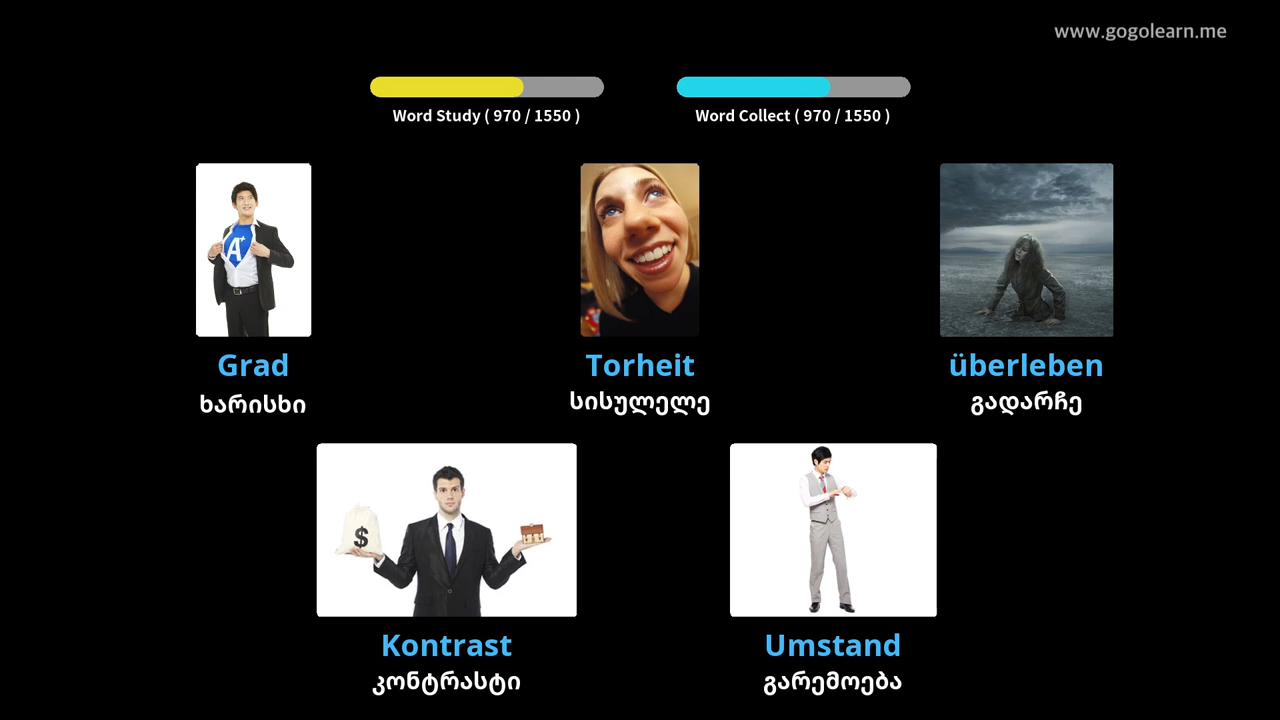 www.gogolearn.me
Word Study ( 970 / 1550 )
Word Collect ( 970 / 1550 )
A+
Grad
ხარისხი
Torheit
სისულელე
überleben
გადარჩე
$
Kontrast
კონტრასტი
Umstand
გარემოება